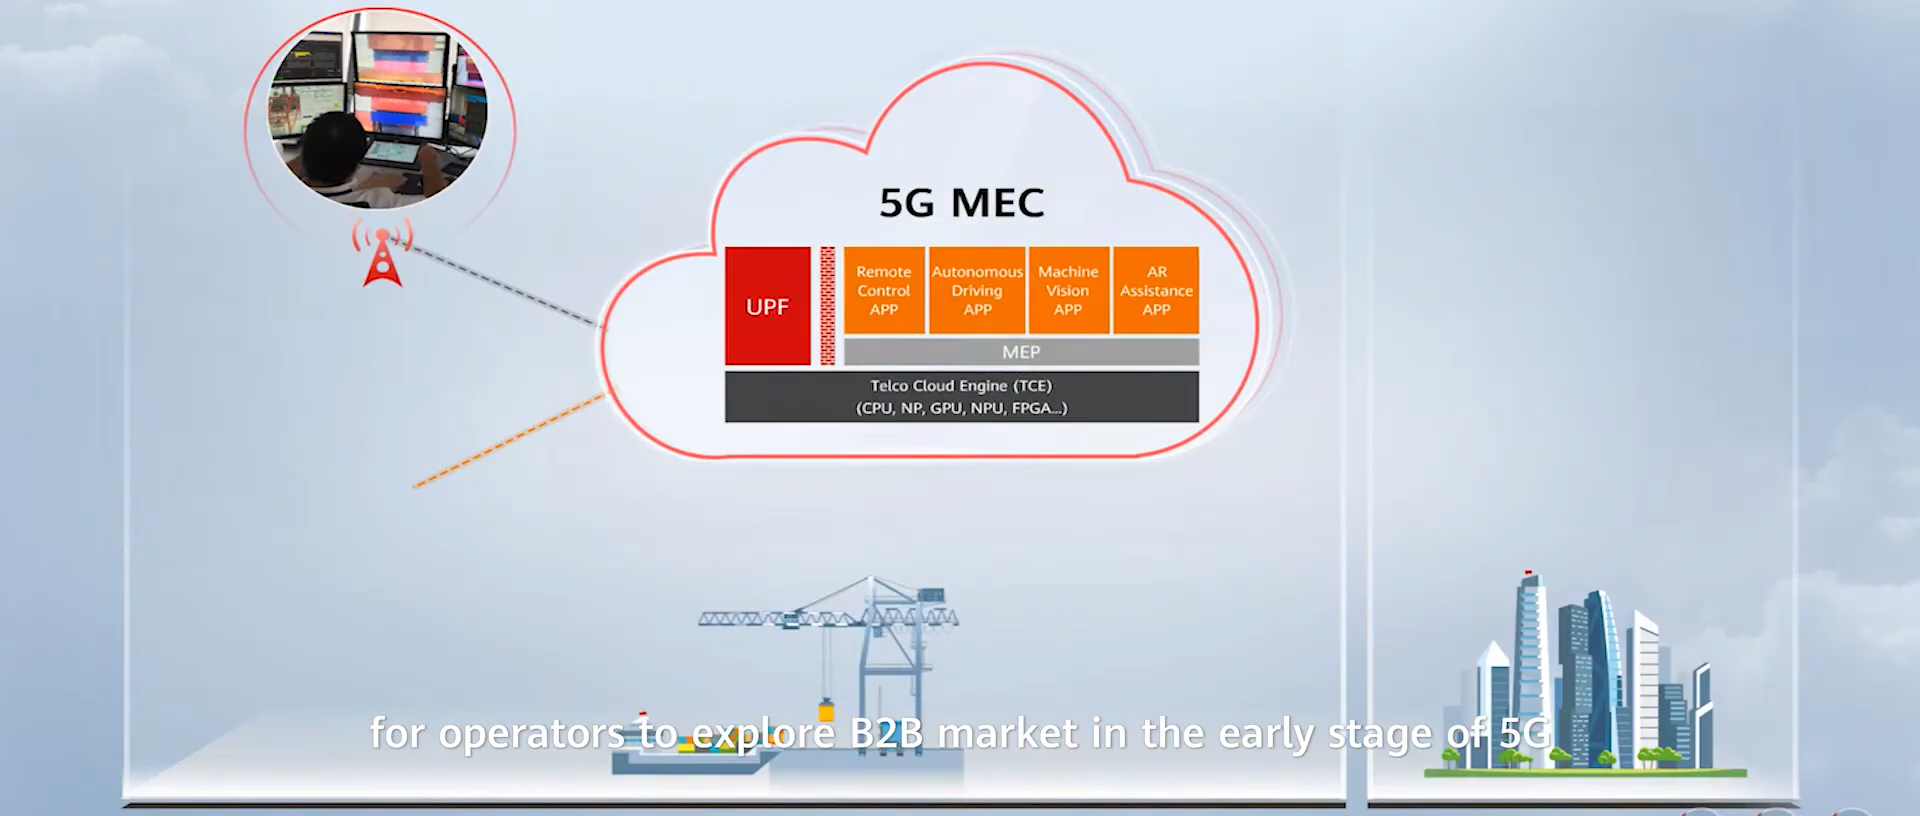 5G MEC
UPF
Remote
Control
APP
Autonomous
Driving
APP
Machine
Vision
APP
AR
Assistance
APP
MEP
Telco Cloud Engine (TCE)
(CPU, NP, GPU, NPU, FPGA...)
for operators to explore B2B market in the early stage of 5G